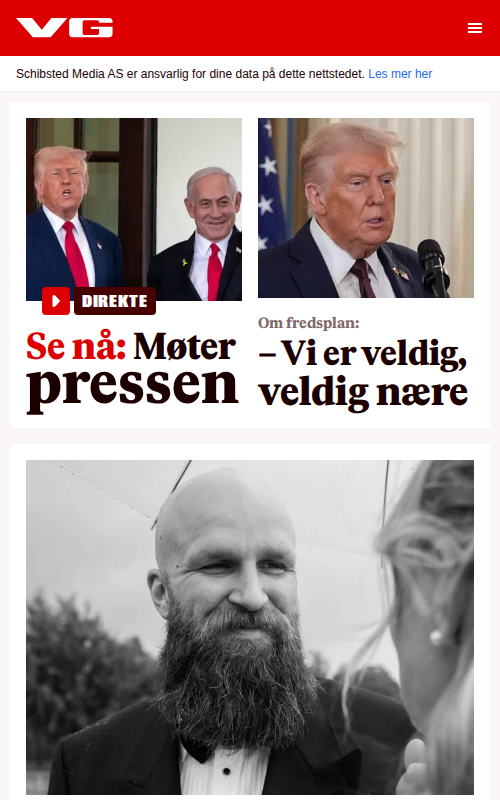 VG
Schibsted Media AS er ansvarlig for dine data på dette nettstedet. Les mer her
DIREKTE
Se nå: Møter
pressen
Om fredsplan:
– Vi er veldig,
veldig nære